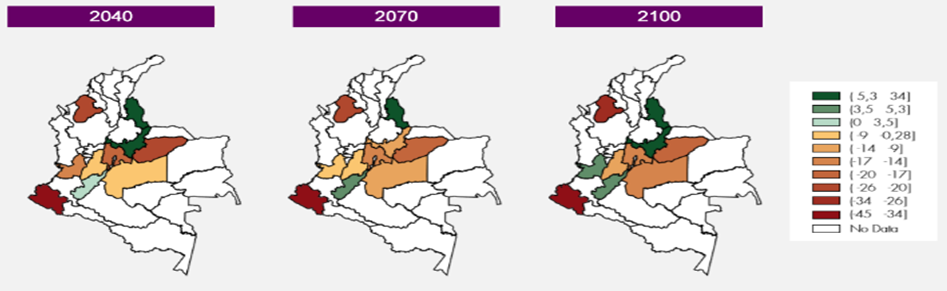 2040
2070
2100
( 5,3 34]
(3,5 5,3]
(0 3,5]
( -9 -0,28]
( -14 -9]
(-17 -14]
(-20 -17]
(-26 -20]
(-34 -26]
(-45 -34]
No Data